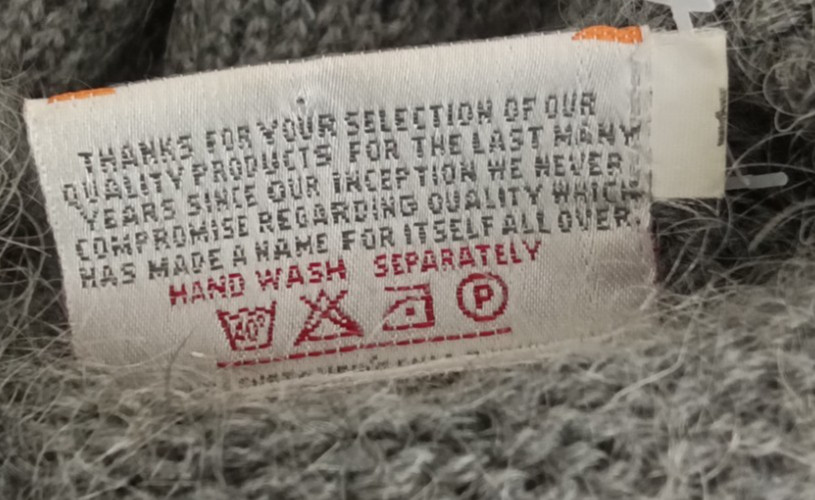 THANKS FOR YOUR SELECTION OF OUR
QUALITY PRODUCTS FOR THE LAST MANY
YEARS SINCE OUR INCEPTION WE NEVER
COMPROMISE REGARDING QUALITY WHICH
HAS MADE A NAME FOR ITSELF ALL OVER.
HAND WASH SEPARATELY
40° P